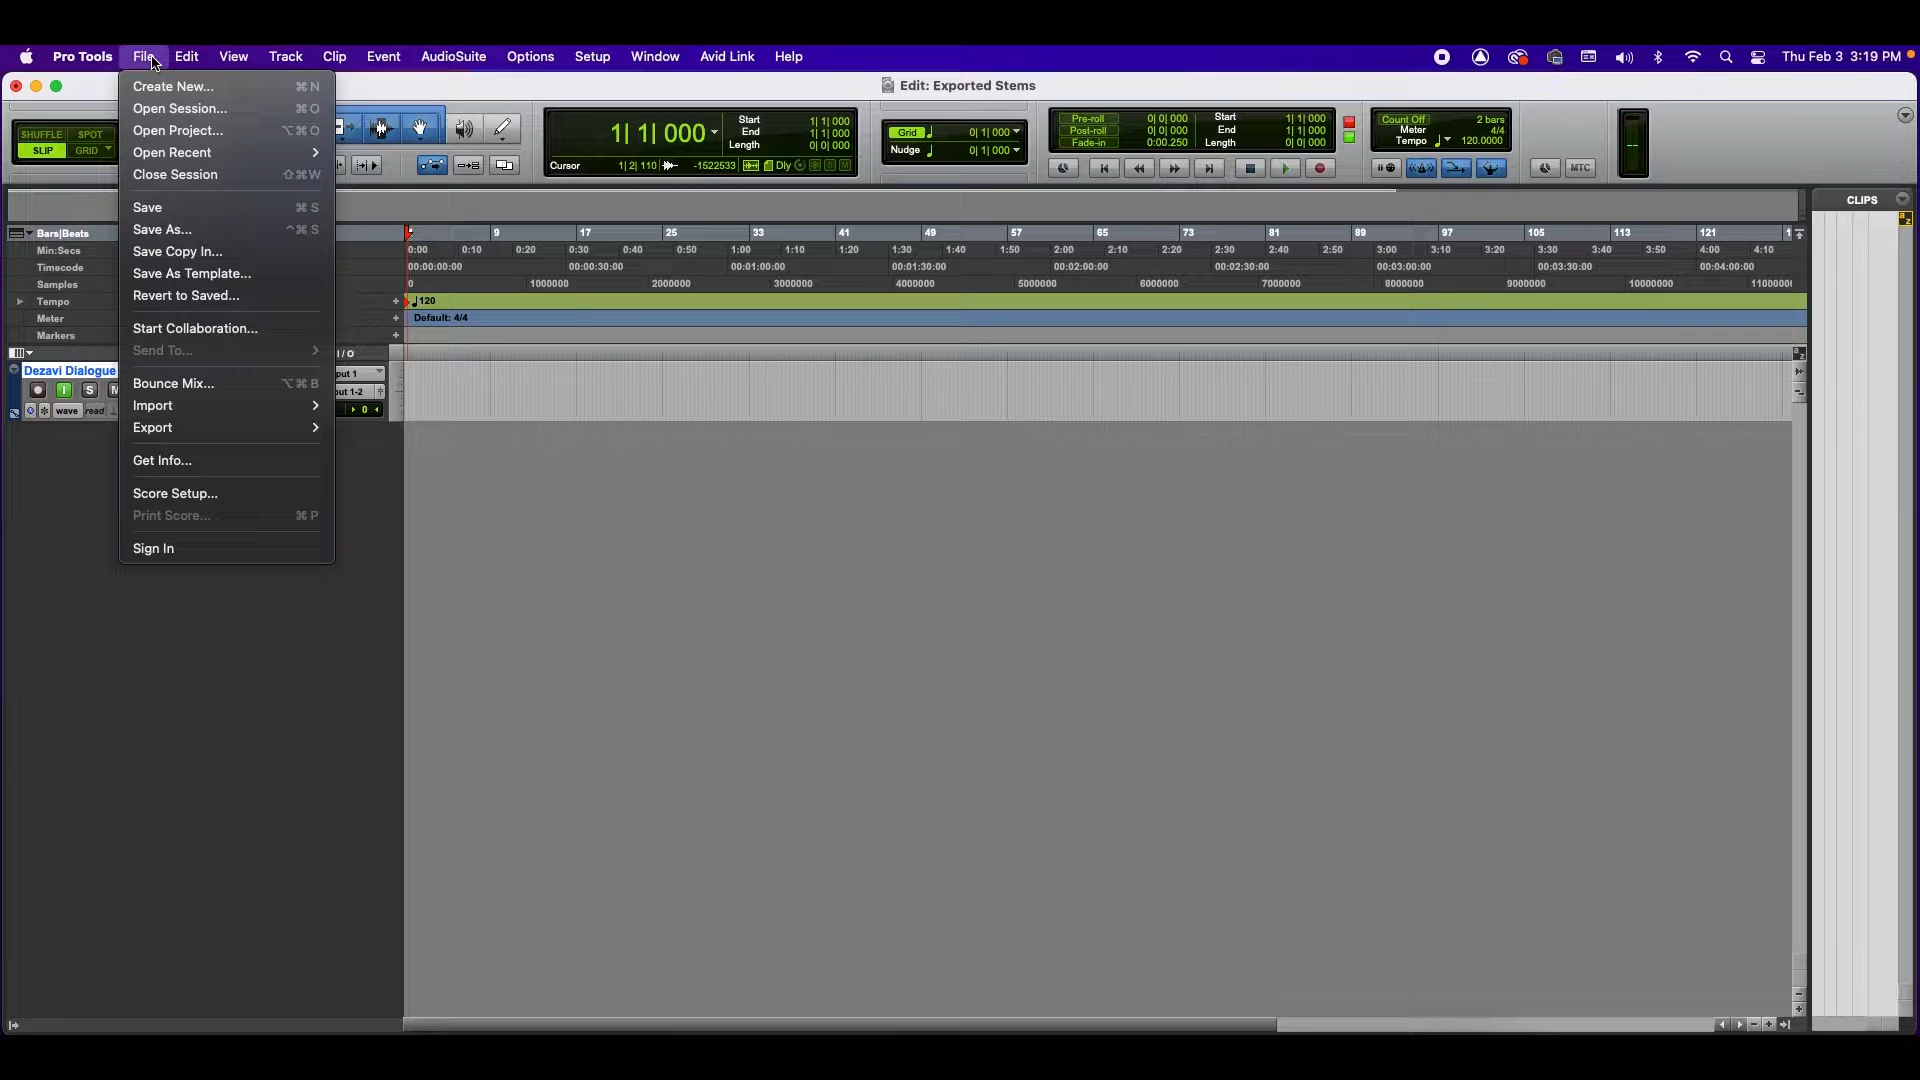 Pro Tools File Edit View Track Clip Event AudioSuite Options Setup Window Avid Link Help Thu Feb 3 3:19 PM
Edit: Exported Stems
Create New... ⌘ N
Open Session... ⌘ O
Open Project... ⌥⌘ O
Open Recent >
Close Session ⇧⌘W
Save ⌘ S
Save As... ^⌘ S
Save Copy In...
Save As Template...
Revert to Saved...
Start Collaboration...
Send To... >
Bounce Mix... ⌥⌘ B
Import >
Export >
Get Info...
Score Setup...
Print Score... ⌘ P
Sign In
SHUFFLE SPOT
SLIP GRID
1| 1| 000
Start 1| 1| 000
End 1| 1| 000
Length 0| 0| 000
Cursor 1| 2| 110 -1522533 Dly S M
Grid 0| 1| 000
Nudge 0| 1| 000
Pre-roll 0| 0| 000 Start 1| 1| 000
Post-roll 0| 0| 000 End 1| 1| 000
Fade-in 0:00.250 Length 0| 0| 000
Count Off 2 bars
Meter 4/4
Tempo 120.0000
MTC
CLIPS
Bars|Beats 9 17 25 33 41 49 57 65 73 81 89 97 105 113 121 1
Min:Secs 0:00 0:10 0:20 0:30 0:40 0:50 1:00 1:10 1:20 1:30 1:40 1:50 2:00 2:10 2:20 2:30 2:40 2:50 3:00 3:10 3:20 3:30 3:40 3:50 4:00 4:10
Timecode 00:00:00:00 00:00:30:00 00:01:00:00 00:01:30:00 00:02:00:00 00:02:30:00 00:03:00:00 00:03:30:00 00:04:00:00
Samples 0 1000000 2000000 3000000 4000000 5000000 6000000 7000000 8000000 9000000 10000000 1100000
Tempo + 120
Meter + Default: 4/4
Markers +
I / O
Dezavi Dialogue put 1
I S M out 1-2
wave read 0